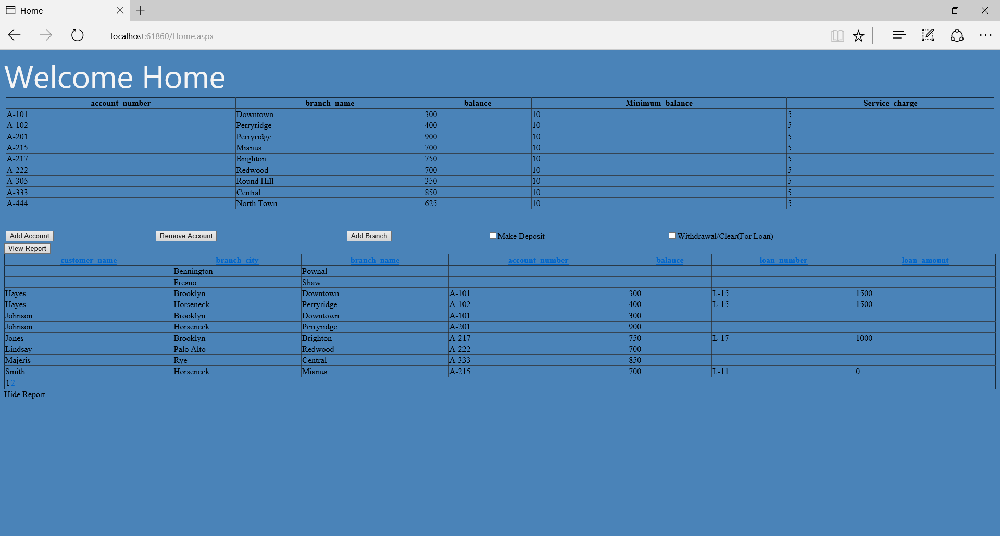 Home
localhost:61860/Home.aspx
Welcome Home
account_number branch_name balance Minimum_balance Service_charge
A-101 Downtown 300 10 5
A-102 Perryridge 400 10 5
A-201 Perryridge 900 10 5
A-215 Mianus 700 10 5
A-217 Brighton 750 10 5
A-222 Redwood 700 10 5
A-305 Round Hill 350 10 5
A-333 Central 850 10 5
A-444 North Town 625 10 5
Add Account Remove Account Add Branch Make Deposit Withdrawal/Clear(For Loan)
View Report
customer_name branch_city branch_name account_number balance loan_number loan_amount
Bennington Pownal
Fresno Shaw
Hayes Brooklyn Downtown A-101 300 L-15 1500
Hayes Horseneck Perryridge A-102 400 L-15 1500
Johnson Brooklyn Downtown A-101 300
Johnson Horseneck Perryridge A-201 900
Jones Brooklyn Brighton A-217 750 L-17 1000
Lindsay Palo Alto Redwood A-222 700
Majeris Rye Central A-333 850
Smith Horseneck Mianus A-215 700 L-11 0
1 2
Hide Report